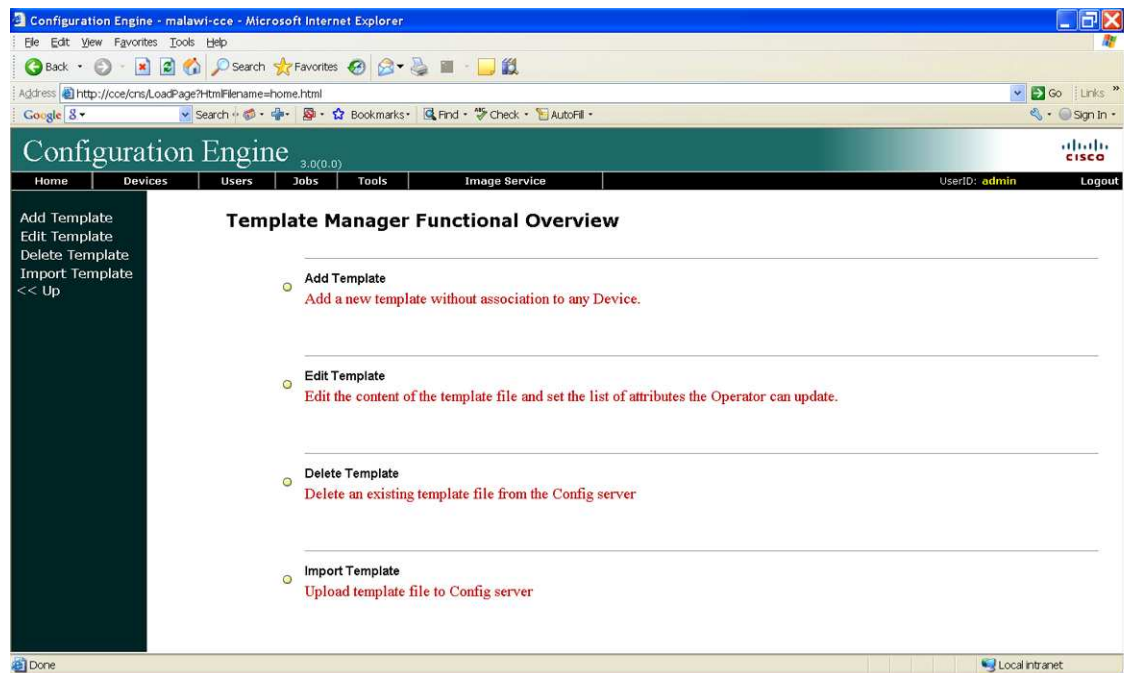 Configuration Engine - malawi-cce - Microsoft Internet Explorer
File Edit View Favorites Tools Help
Back Search Favorites
Address http://cce/cns/LoadPage?HtmlFilename=home.html Go Links »
Google Search Bookmarks Find Check AutoFill Sign In
Configuration Engine 3.0(0.0)
CISCO
Home Devices Users Jobs Tools Image Service UserID: admin Logout
Add Template
Edit Template
Delete Template
Import Template
<< Up
Template Manager Functional Overview
Add Template
Add a new template without association to any Device.
Edit Template
Edit the content of the template file and set the list of attributes the Operator can update.
Delete Template
Delete an existing template file from the Config server
Import Template
Upload template file to Config server
Done Local intranet